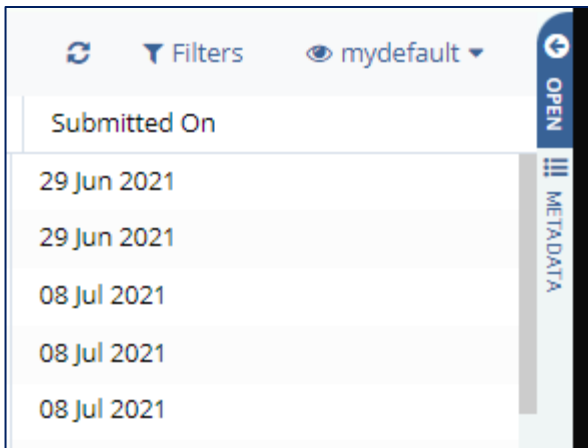 Filters
mydefault
OPEN
METADATA
Submitted On
29 Jun 2021
29 Jun 2021
08 Jul 2021
08 Jul 2021
08 Jul 2021